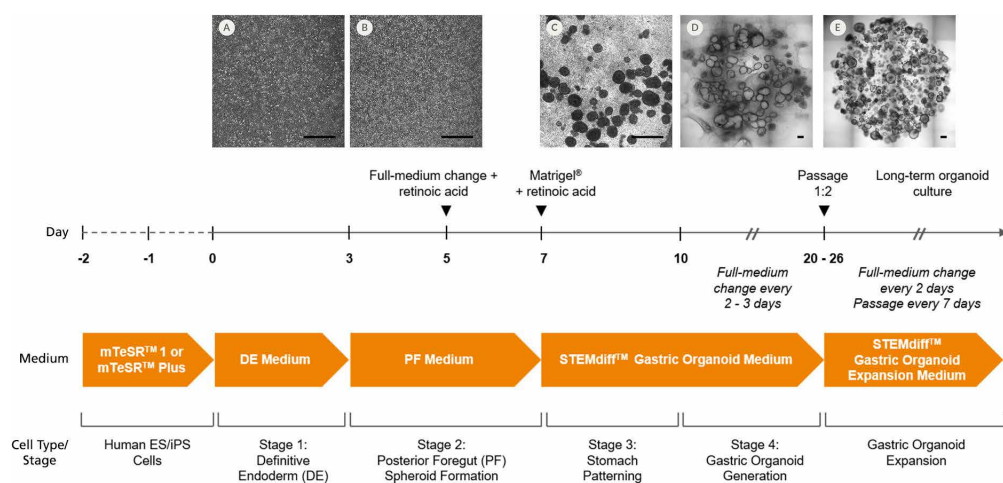 A
B
C
D
E
Full-medium change +
retinoic acid
Matrigel®
+ retinoic acid
Passage
1:2
Long-term organoid
culture
Day
-2
-1
0
3
5
7
10
20 - 26
Full-medium
change every
2 - 3 days
Full-medium change
every 2 days
Passage every 7 days
Medium
mTeSR™ 1 or
mTeSR™ Plus
DE Medium
PF Medium
STEMdiff™ Gastric Organoid Medium
STEMdiff™
Gastric Organoid
Expansion Medium
Cell Type/
Stage
Human ES/iPS
Cells
Stage 1:
Definitive
Endoderm (DE)
Stage 2:
Posterior Foregut (PF)
Spheroid Formation
Stage 3:
Stomach
Patterning
Stage 4:
Gastric Organoid
Generation
Gastric Organoid
Expansion